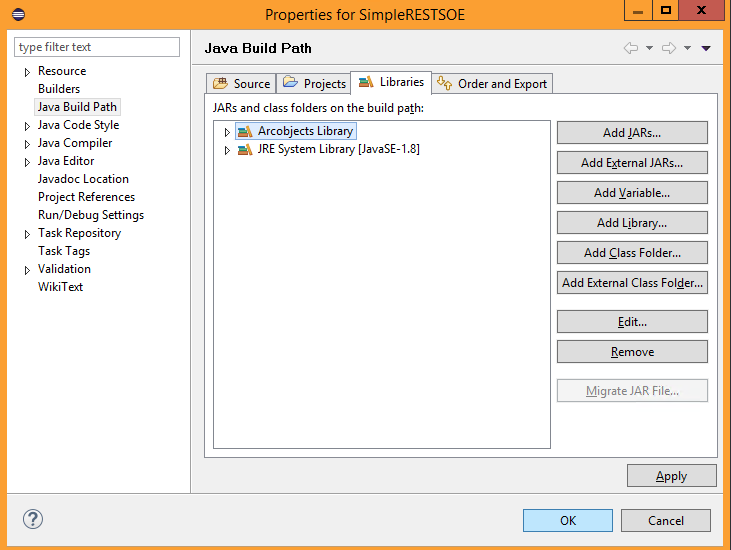 Properties for SimpleRESTSOE
type filter text
Resource
Builders
Java Build Path
Java Code Style
Java Compiler
Java Editor
Javadoc Location
Project References
Run/Debug Settings
Task Repository
Task Tags
Validation
WikiText
Java Build Path
Source Projects Libraries Order and Export
JARs and class folders on the build path:
Arcobjects Library
JRE System Library [JavaSE-1.8]
Add JARs...
Add External JARs...
Add Variable...
Add Library...
Add Class Folder...
Add External Class Folder...
Edit...
Remove
Migrate JAR File...
Apply
?
OK
Cancel